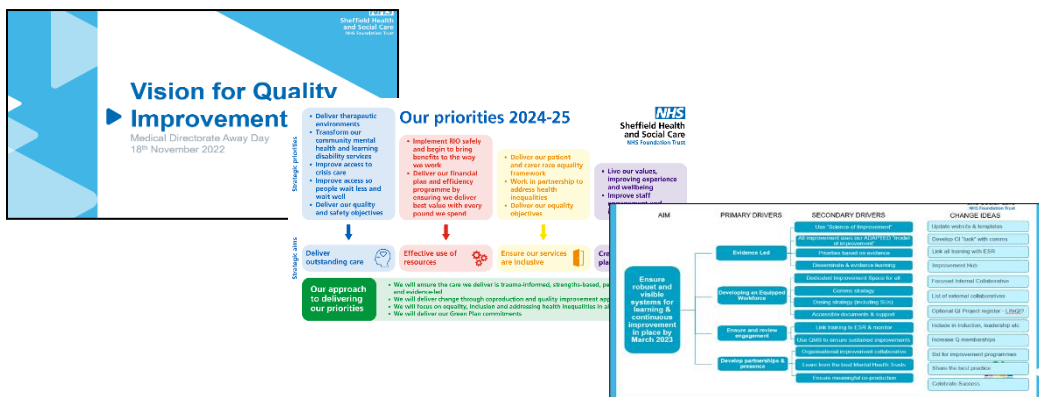 NHS
Sheffield Health
and Social Care
NHS Foundation Trust
Vision for Quality
Improvement
Medical Directorate Away Day
18th November 2022
Our priorities 2024-25
NHS
Sheffield Health
and Social Care
NHS Foundation Trust
Strategic priorities
• Deliver therapeutic
environments
• Transform our
community mental
health and learning
disability services
• Improve access to
crisis care
• Improve access so
people wait less and
wait well
• Deliver our quality
and safety objectives
• Implement RIO safely
and begin to bring
benefits to the way
we work
• Deliver our financial
plan and efficiency
programme by
ensuring we deliver
best value with every
pound we spend
• Deliver our patient
and carer race equality
framework
• Work in partnership to
address health
inequalities
• Deliver our equality
objectives
• Live our values,
improving experience
and wellbeing
• Improve staff
Strategic aims
Deliver
outstanding care
Effective use of
resources
Ensure our services
are inclusive
Our approach
to delivering
our priorities
• We will ensure the care we deliver is trauma-informed, strengths-based,
and evidence-led
• We will deliver change through coproduction and quality improvement
• We will focus on equality, inclusion and addressing health inequalities in
• We will deliver our Green Plan commitments
NHS Foundation Trust
AIM
PRIMARY DRIVERS
SECONDARY DRIVERS
CHANGE IDEAS
Ensure
robust and
visible
systems for
learning &
continuous
improvement
in place by
March 2023
Evidence Led
Developing an Equipped
Workforce
Ensure and review
engagement
Develop partnerships &
presence
Use "Science of Improvement"
All improvement uses our ADAPTED "model
of improvement"
Priorities based on evidence
Disseminate & evidence learning
Dedicated Improvement Space for all
Comms strategy
Dosing strategy (including SUs)
Accessible documents & support
Link training to ESR & monitor
Use QMS to ensure sustained improvements
Organisational improvement collaborative
Learn from the best Mental Health Trusts
Ensure meaningful co-production
Update website & templates
Develop QI "look" with comms
Link all training with ESR
Improvement Hub
Focused Internal Collaborative
List of external collaboratives
Optional QI Project register - LifeQI?
Include in induction, leadership etc
Increase Q memberships
Bid for improvement programmes
Share the best practice
Celebrate Success